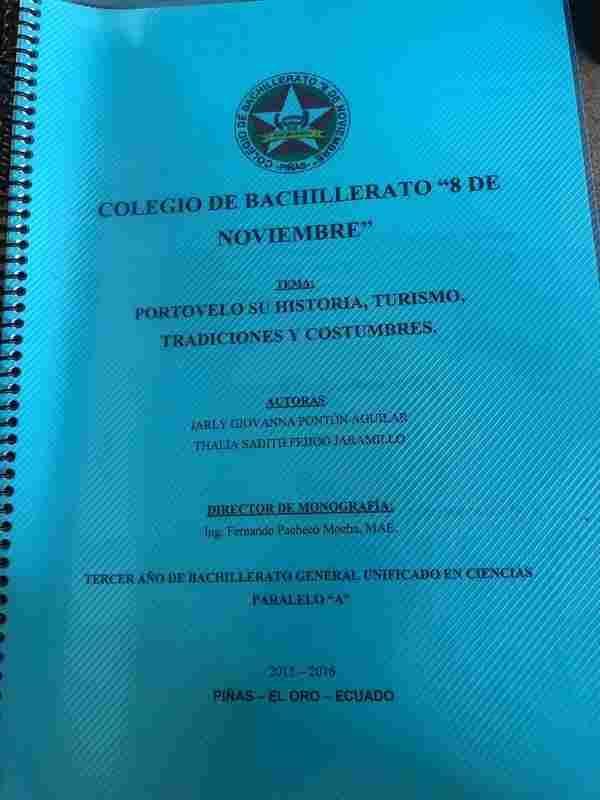 COLEGIO DE BACHILLERATO "8 DE NOVIEMBRE"
-PIÑAS-
COLEGIO DE BACHILLERATO “8 DE
NOVIEMBRE”
TEMA:
PORTOVELO SU HISTORIA, TURISMO,
TRADICIONES Y COSTUMBRES.
AUTORAS
JARLY GIOVANNA PONTÓN AGUILAR
THALIA SADITH FEIJOO JARAMILLO
DIRECTOR DE MONOGRAFÍA:
Ing. Fernando Pacheco Mocha, MAE.
TERCER AÑO DE BACHILLERATO GENERAL UNIFICADO EN CIENCIAS
PARALELO “A”
2015 – 2016
PIÑAS – EL ORO – ECUADO